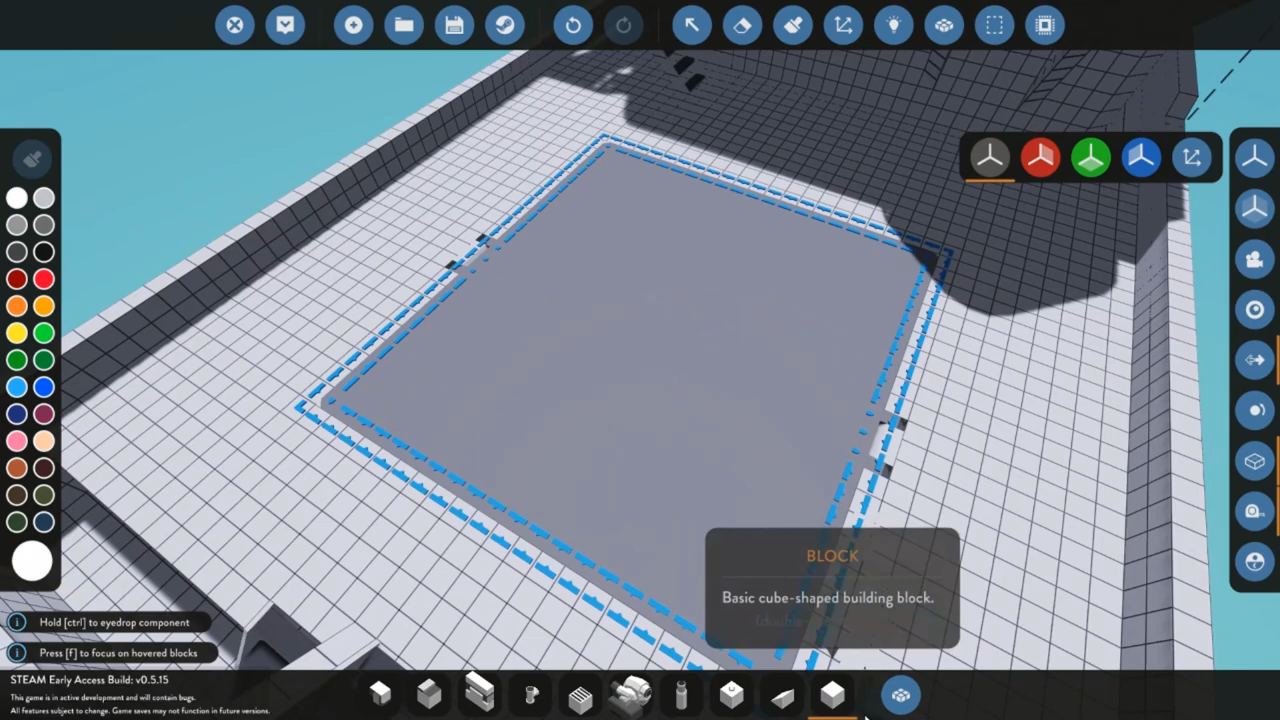 BLOCK
Basic cube-shaped building block.
Hold [ctrl] to eyedrop component
Press [f] to focus on hovered blocks
STEAM Early Access Build: v0.5.15
This game is in active development and will contain bugs.
All features subject to change. Game saves may not function in future versions.